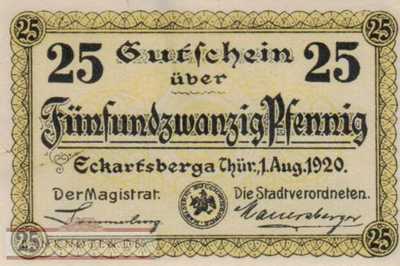 25 25
25 Gutschein 25
über
Fünfundzwanzig Pfennig
Eckartsberga Thür, 1. Aug. 1920.
Der Magistrat. Die Stadtverordneten.
Mauersberger
25 25